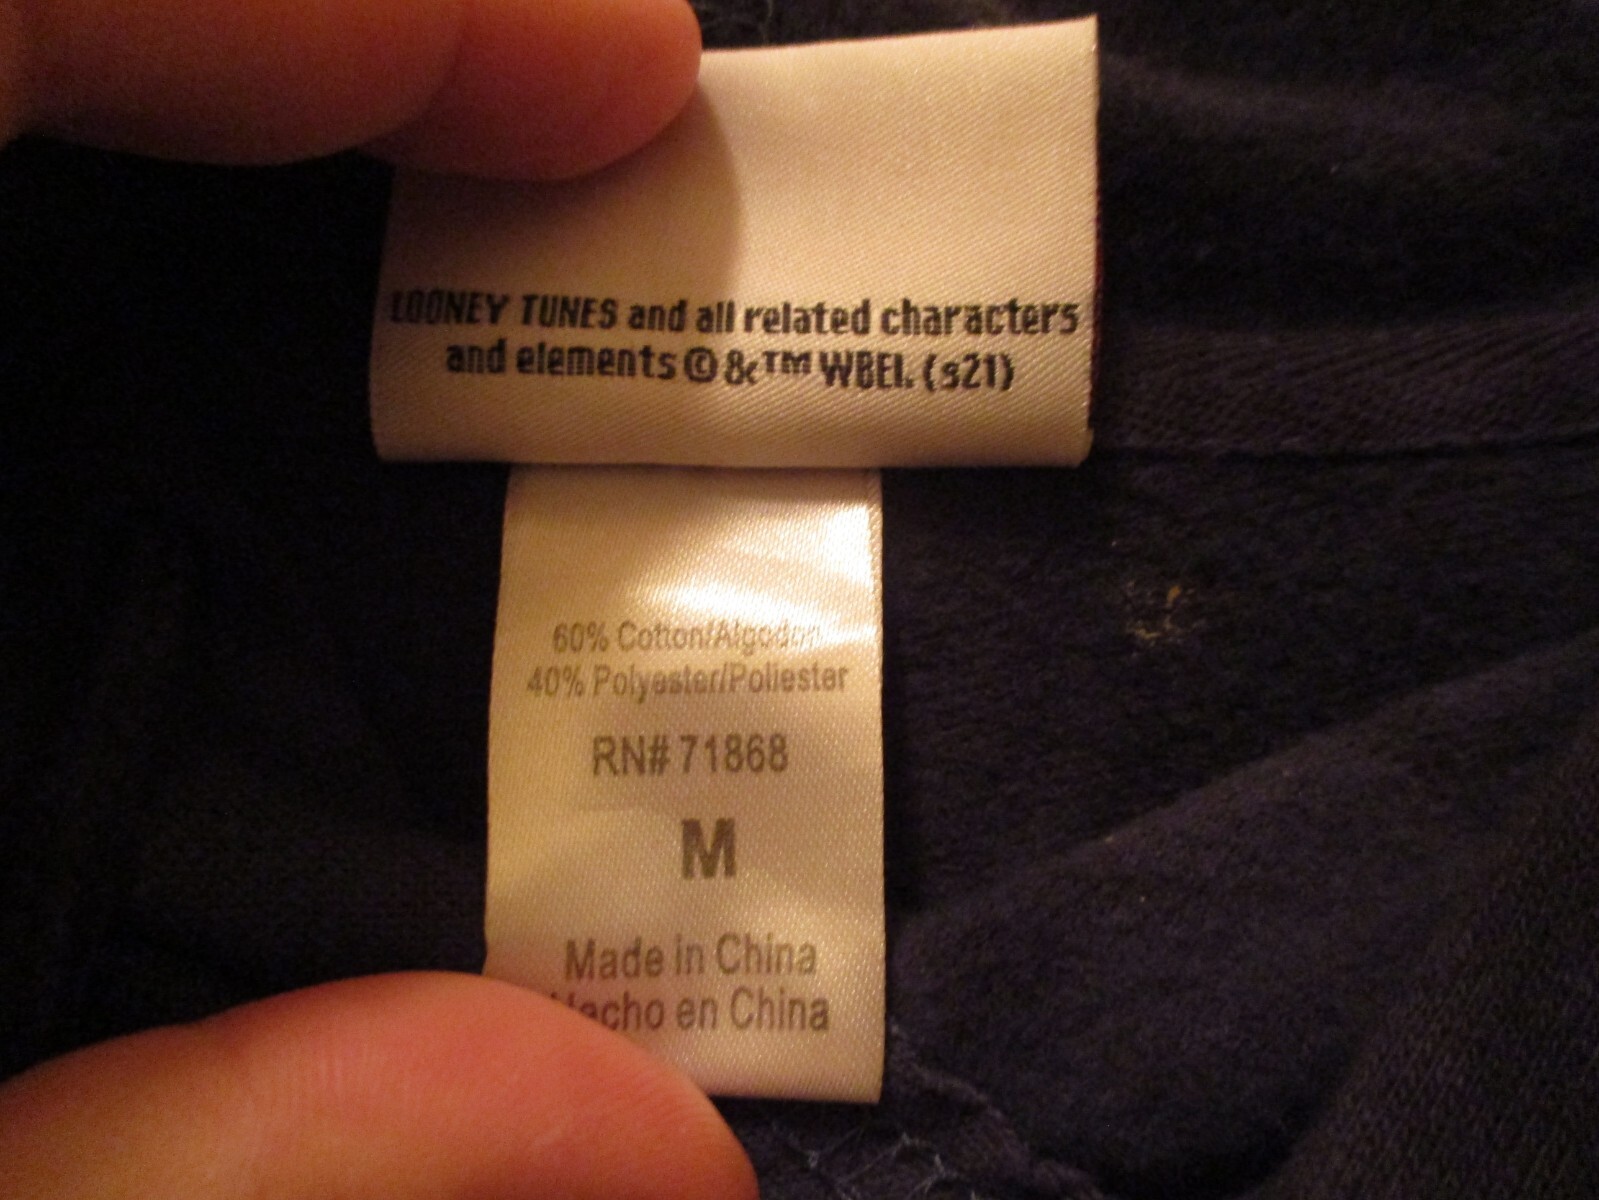 LOONEY TUNES and all related characters
and elements © & ™ WBEI. (s21)
60% Cotton/Algodon
40% Polyester/Poliester
RN# 71868
M
Made in China
Hecho en China